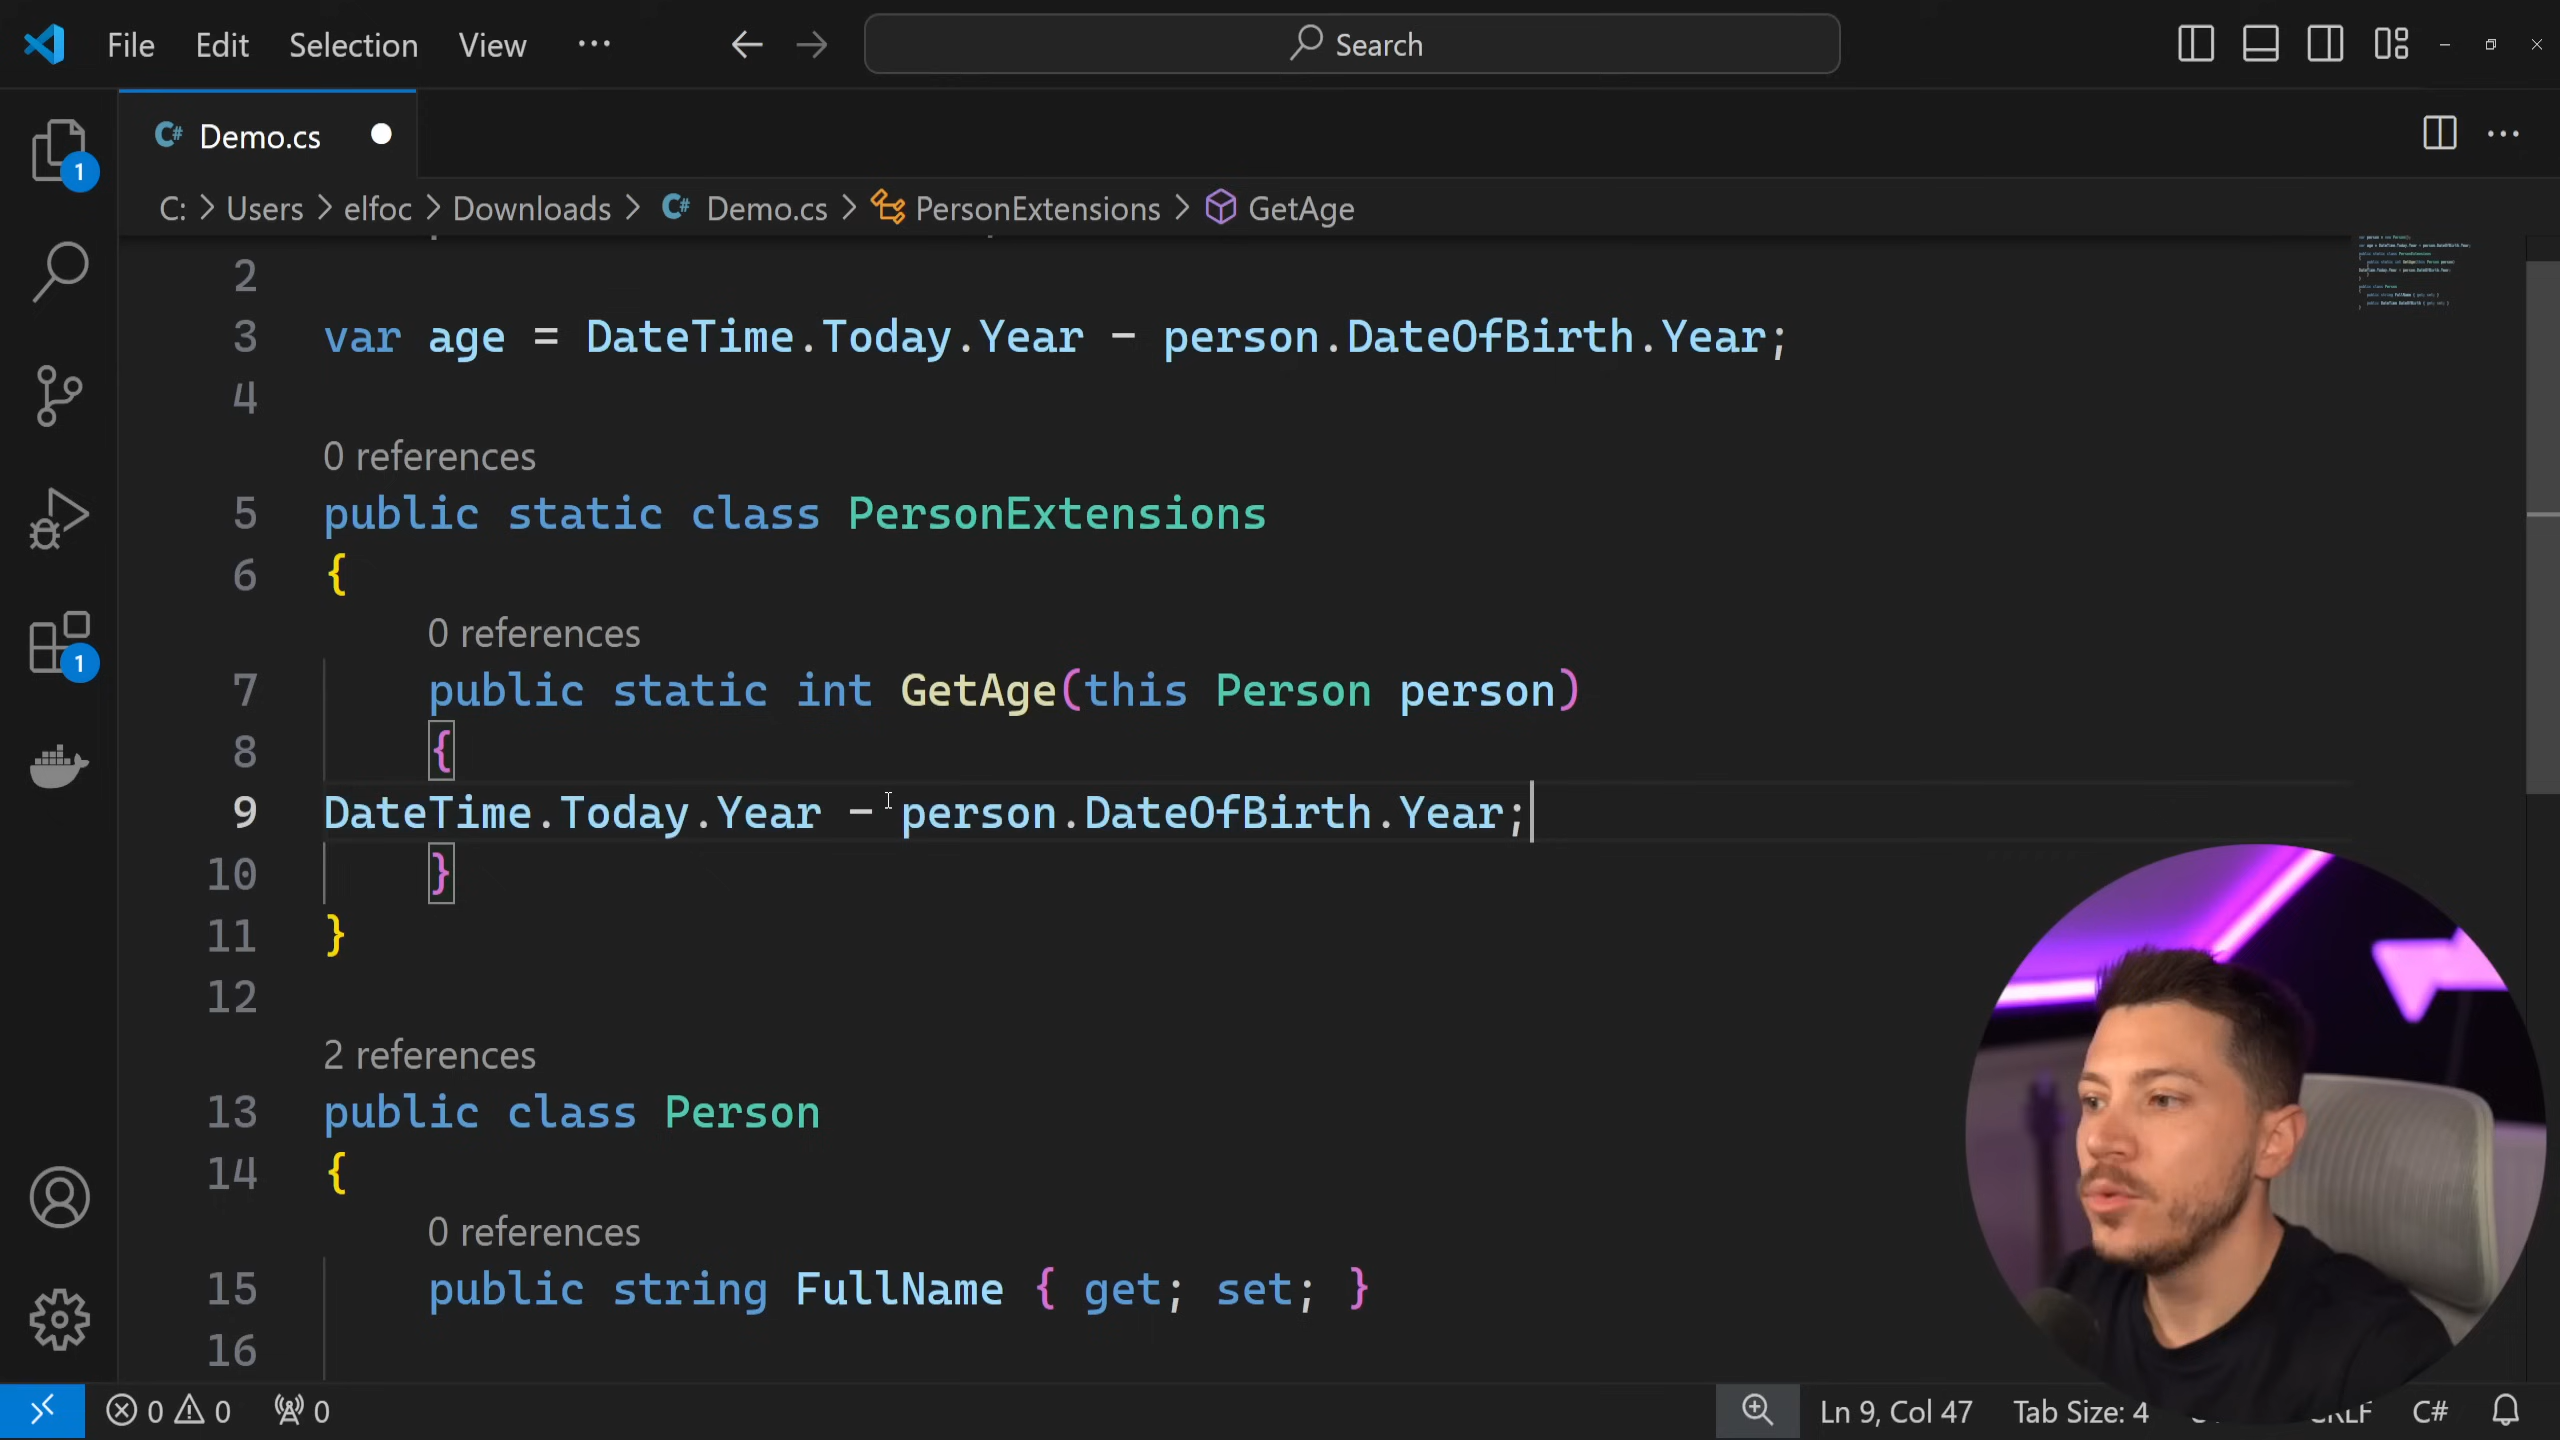 File Edit Selection View ··· Search
Demo.cs
C: > Users > elfoc > Downloads > Demo.cs > PersonExtensions > GetAge
2
3 var age = DateTime.Today.Year - person.DateOfBirth.Year;
4
0 references
5 public static class PersonExtensions
6 {
0 references
7 public static int GetAge(this Person person)
8 {
9 DateTime.Today.Year - person.DateOfBirth.Year;
10 }
11 }
12
2 references
13 public class Person
14 {
0 references
15 public string FullName { get; set; }
16
1
1
0 0 0 Ln 9, Col 47 Tab Size: 4 CRLF C#